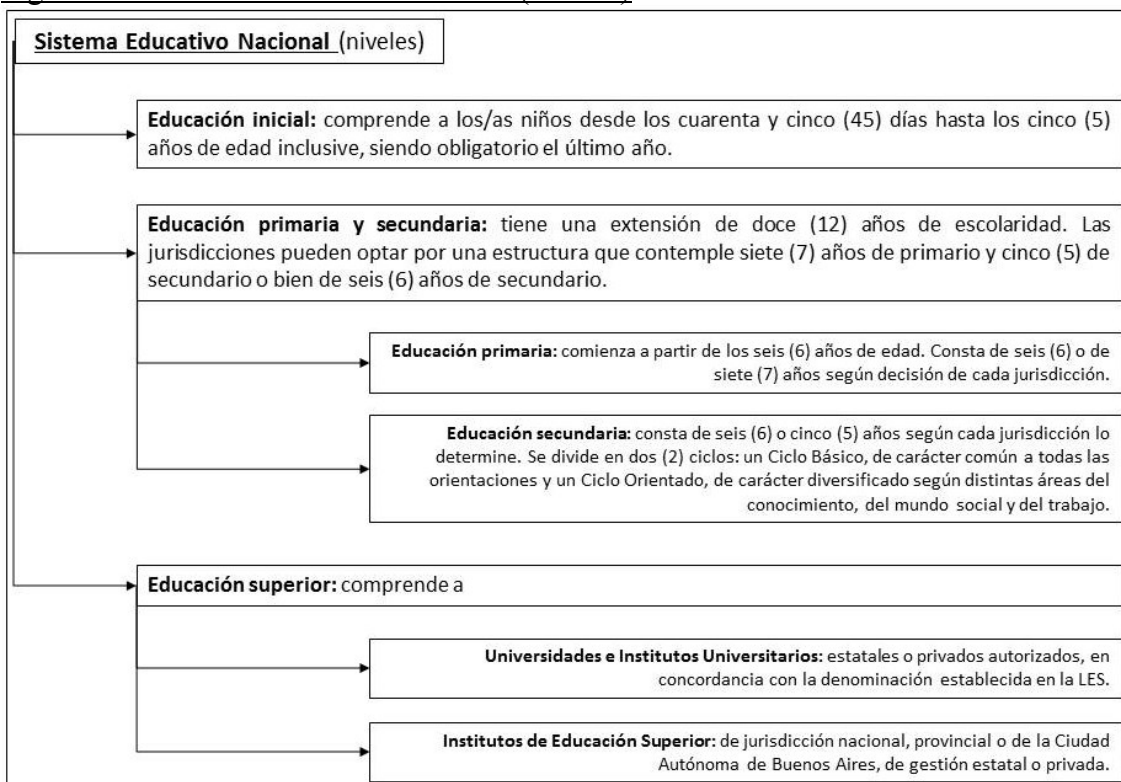 Sistema Educativo Nacional (niveles)
Educación inicial: comprende a los/as niños desde los cuarenta y cinco (45) días hasta los cinco (5)
años de edad inclusive, siendo obligatorio el último año.
Educación primaria y secundaria: tiene una extensión de doce (12) años de escolaridad. Las
jurisdicciones pueden optar por una estructura que contemple siete (7) años de primario y cinco (5) de
secundario o bien de seis (6) años de secundario.
Educación primaria: comienza a partir de los seis (6) años de edad. Consta de seis (6) o de
siete (7) años según decisión de cada jurisdicción.
Educación secundaria: consta de seis (6) o cinco (5) años según cada jurisdicción lo
determine. Se divide en dos (2) ciclos: un Ciclo Básico, de carácter común a todas las
orientaciones y un Ciclo Orientado, de carácter diversificado según distintas áreas del
conocimiento, del mundo social y del trabajo.
Educación superior: comprende a
Universidades e Institutos Universitarios: estatales o privados autorizados, en
concordancia con la denominación establecida en la LES.
Institutos de Educación Superior: de jurisdicción nacional, provincial o de la Ciudad
Autónoma de Buenos Aires, de gestión estatal o privada.